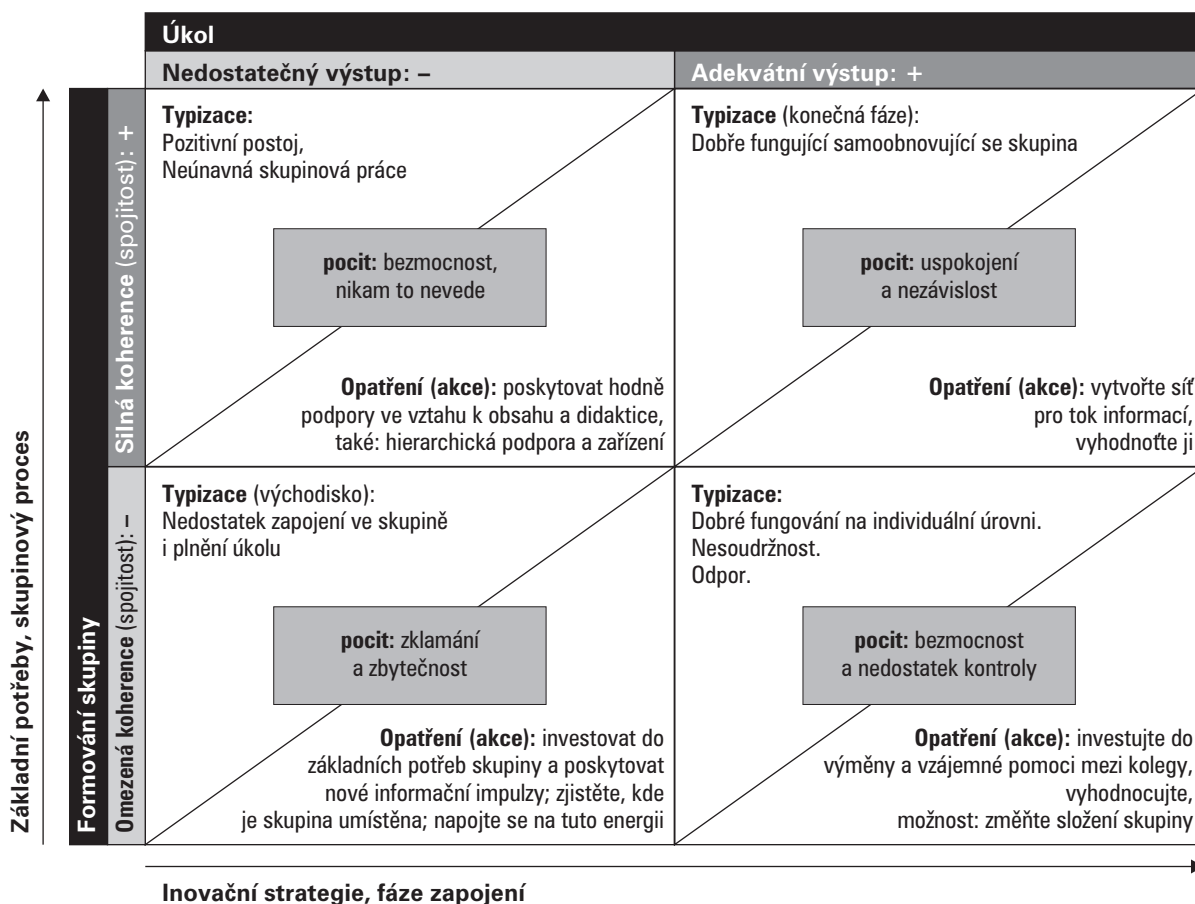 Úkol
Nedostatečný výstup: –
Adekvátní výstup: +
Základní potřeby, skupinový proces
Formování skupiny
Silná koherence (spojitost): +
Typizace:
Pozitivní postoj,
Neúnavná skupinová práce
pocit: bezmocnost,
nikam to nevede
Opatření (akce): poskytovat hodně
podpory ve vztahu k obsahu a didaktice,
také: hierarchická podpora a zařízení
Typizace (konečná fáze):
Dobře fungující samoobnovující se skupina
pocit: uspokojení
a nezávislost
Opatření (akce): vytvořte síť
pro tok informací,
vyhodnoťte ji
Omezená koherence (spojitost): –
Typizace (východisko):
Nedostatek zapojení ve skupině
i plnění úkolu
pocit: zklamání
a zbytečnost
Opatření (akce): investovat do
základních potřeb skupiny a poskytovat
nové informační impulzy; zjistěte, kde
je skupina umístěna; napojte se na tuto energii
Typizace:
Dobré fungování na individuální úrovni.
Nesoudržnost.
Odpor.
pocit: bezmocnost
a nedostatek kontroly
Opatření (akce): investujte do
výměny a vzájemné pomoci mezi kolegy,
vyhodnocujte,
možnost: změňte složení skupiny
Inovační strategie, fáze zapojení